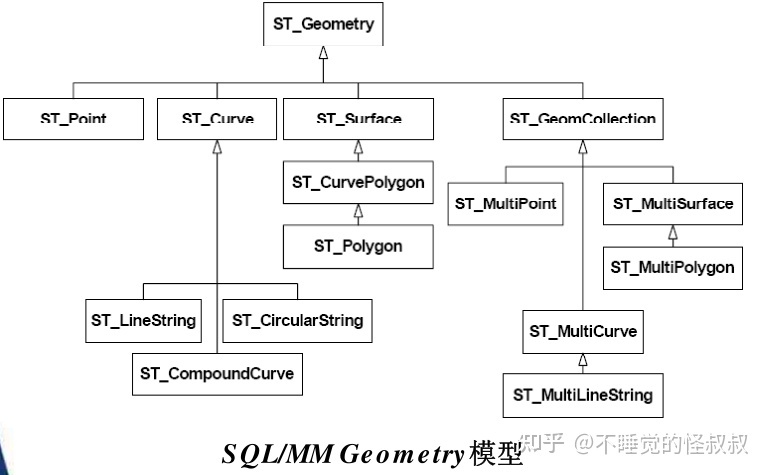 ST_Geometry
ST_Point
ST_Curve
ST_Surface
ST_GeomCollection
ST_CurvePolygon
ST_MultiPoint
ST_MultiSurface
ST_Polygon
ST_MultiPolygon
ST_LineString
ST_CircularString
ST_MultiCurve
ST_CompoundCurve
ST_MultiLineString
SQL/MM Geometry模型
知乎 @不睡觉的怪叔叔